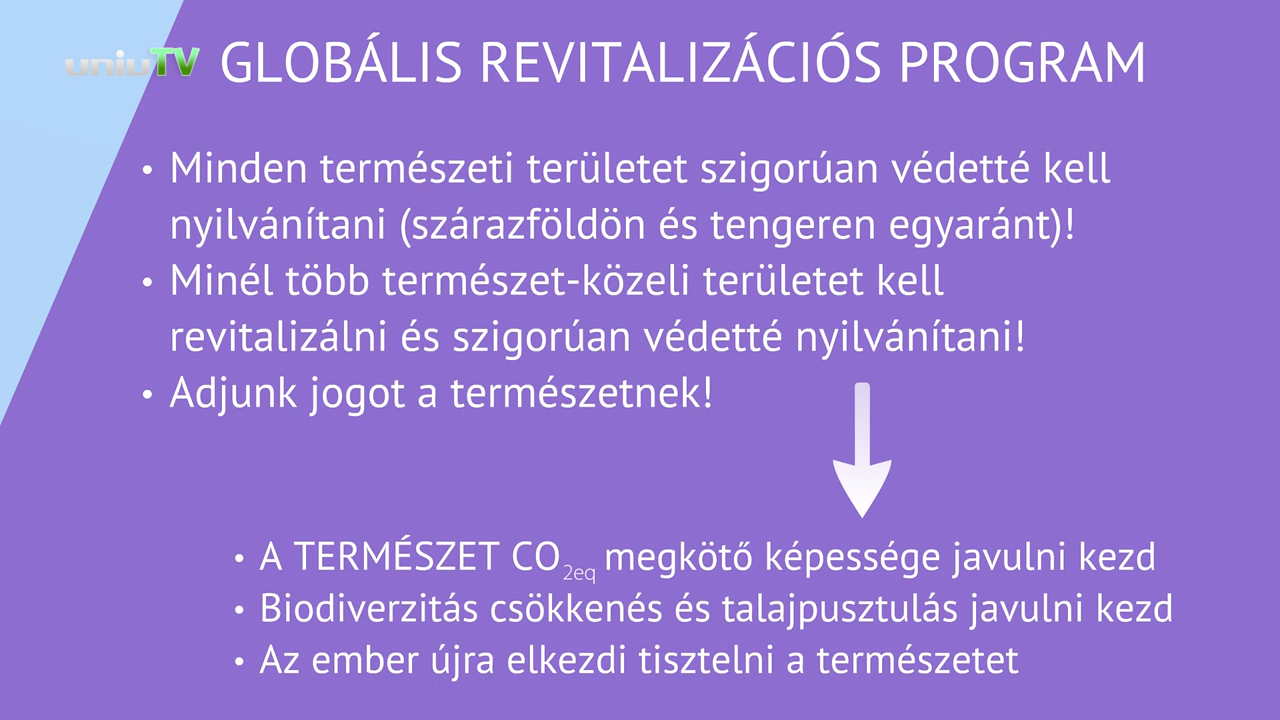 uniuTV
GLOBÁLIS REVITALIZÁCIÓS PROGRAM
• Minden természeti területet szigorúan védetté kell
nyilvánítani (szárazföldön és tengeren egyaránt)!
• Minél több természet-közeli területet kell
revitalizálni és szigorúan védetté nyilvánítani!
• Adjunk jogot a természetnek!
• A TERMÉSZET CO2eq megkötő képessége javulni kezd
• Biodiverzitás csökkenés és talajpusztulás javulni kezd
• Az ember újra elkezdi tisztelni a természetet